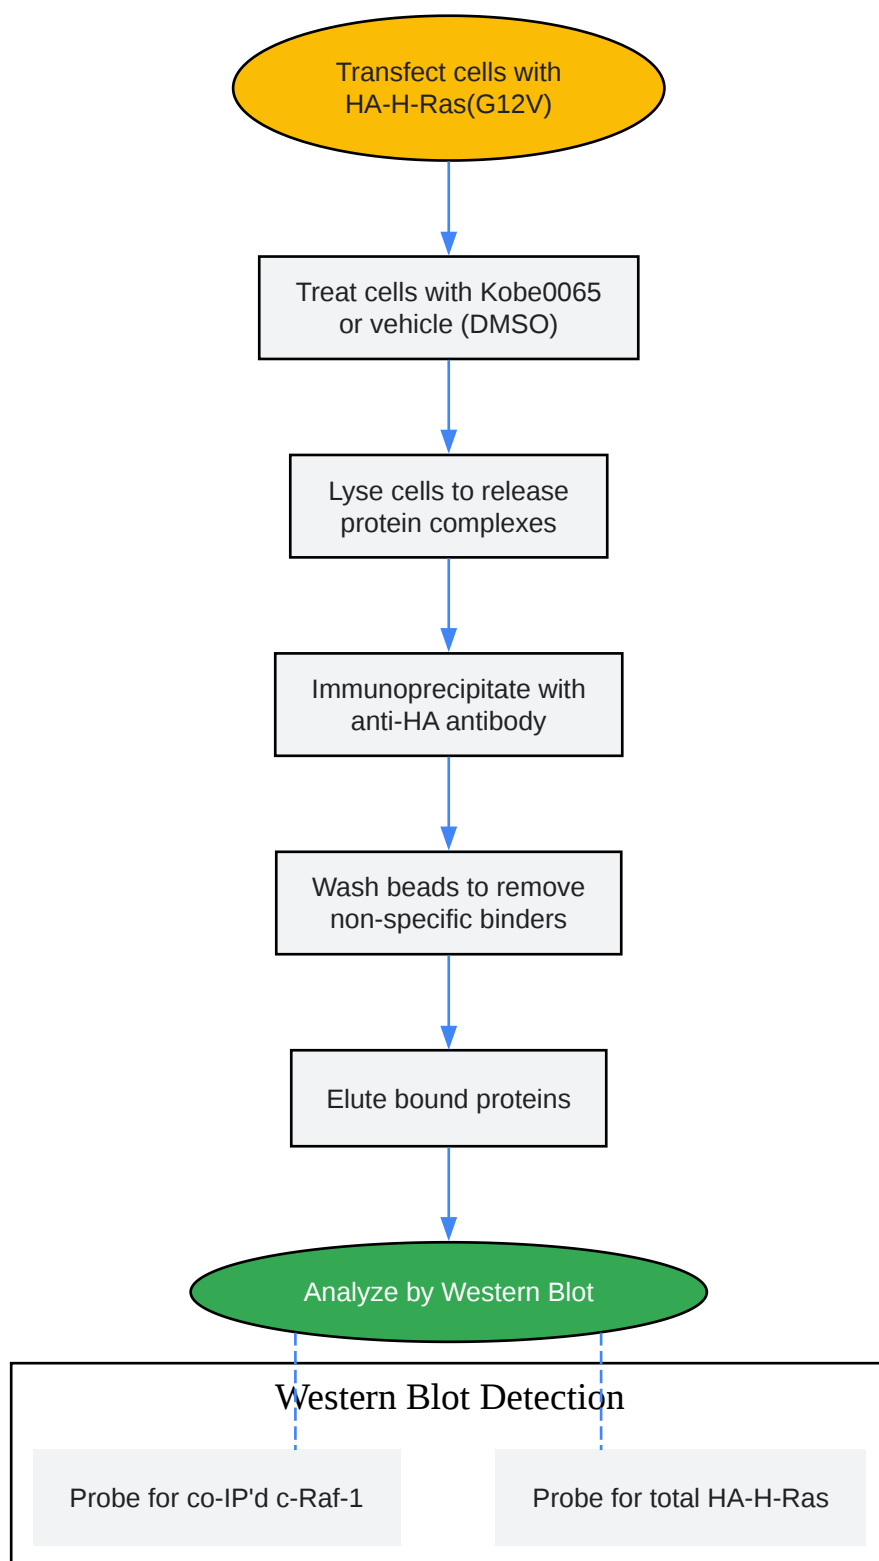 Transfect cells with
HA-H-Ras(G12V)
Treat cells with Kobe0065
or vehicle (DMSO)
Lyse cells to release
protein complexes
Immunoprecipitate with
anti-HA antibody
Wash beads to remove
non-specific binders
Elute bound proteins
Analyze by Western Blot
Western Blot Detection
Probe for co-IP'd c-Raf-1
Probe for total HA-H-Ras